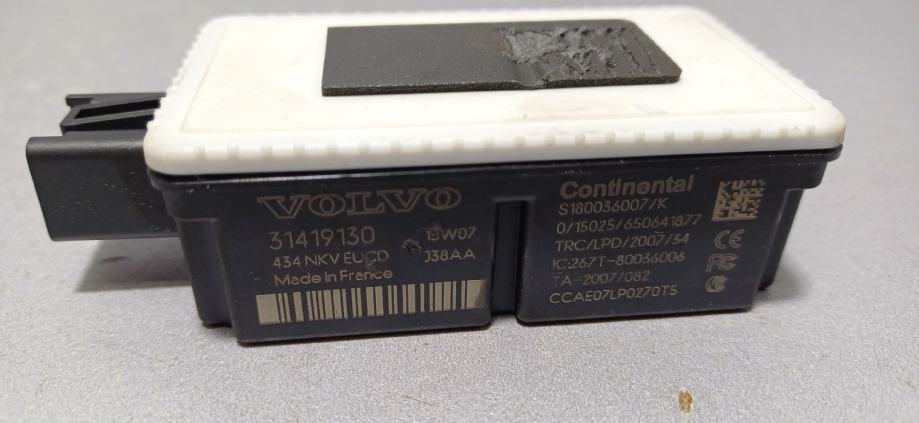 VOLVO
31419130 15W07
434 NKV EUCD J38AA
Made in France
Continental
S180036007/K
0/15025/650641877
TRC/LPD/2007/34
IC:267T-80036006
TA-2007/082
CCAE07LP0270T5
CE
FC